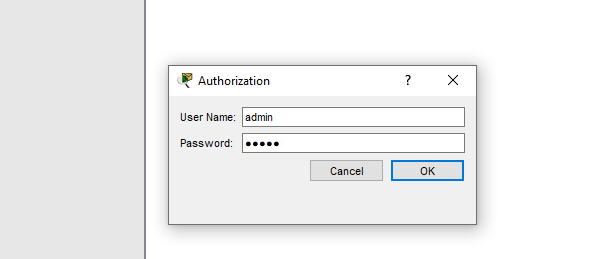 Authorization ?
User Name: admin
Password: •••••
Cancel OK